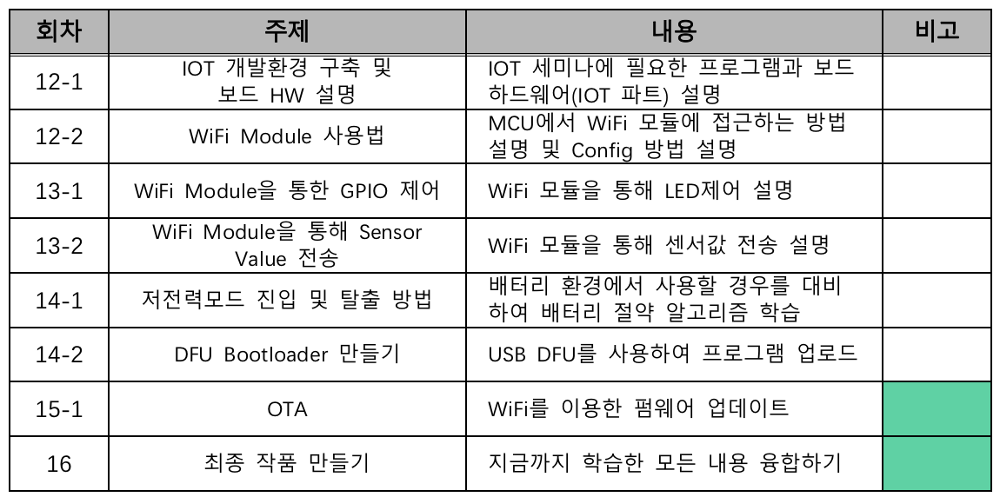 회차 주제 내용 비고
12-1 IOT 개발환경 구축 및 IOT 세미나에 필요한 프로그램과 보드
보드 HW 설명 하드웨어(IOT 파트) 설명
12-2 WiFi Module 사용법 MCU에서 WiFi 모듈에 접근하는 방법
설명 및 Config 방법 설명
13-1 WiFi Module을 통한 GPIO 제어 WiFi 모듈을 통해 LED제어 설명
13-2 WiFi Module을 통해 Sensor WiFi 모듈을 통해 센서값 전송 설명
Value 전송
14-1 저전력모드 진입 및 탈출 방법 배터리 환경에서 사용할 경우를 대비
하여 배터리 절약 알고리즘 학습
14-2 DFU Bootloader 만들기 USB DFU를 사용하여 프로그램 업로드
15-1 OTA WiFi를 이용한 펌웨어 업데이트
16 최종 작품 만들기 지금까지 학습한 모든 내용 융합하기